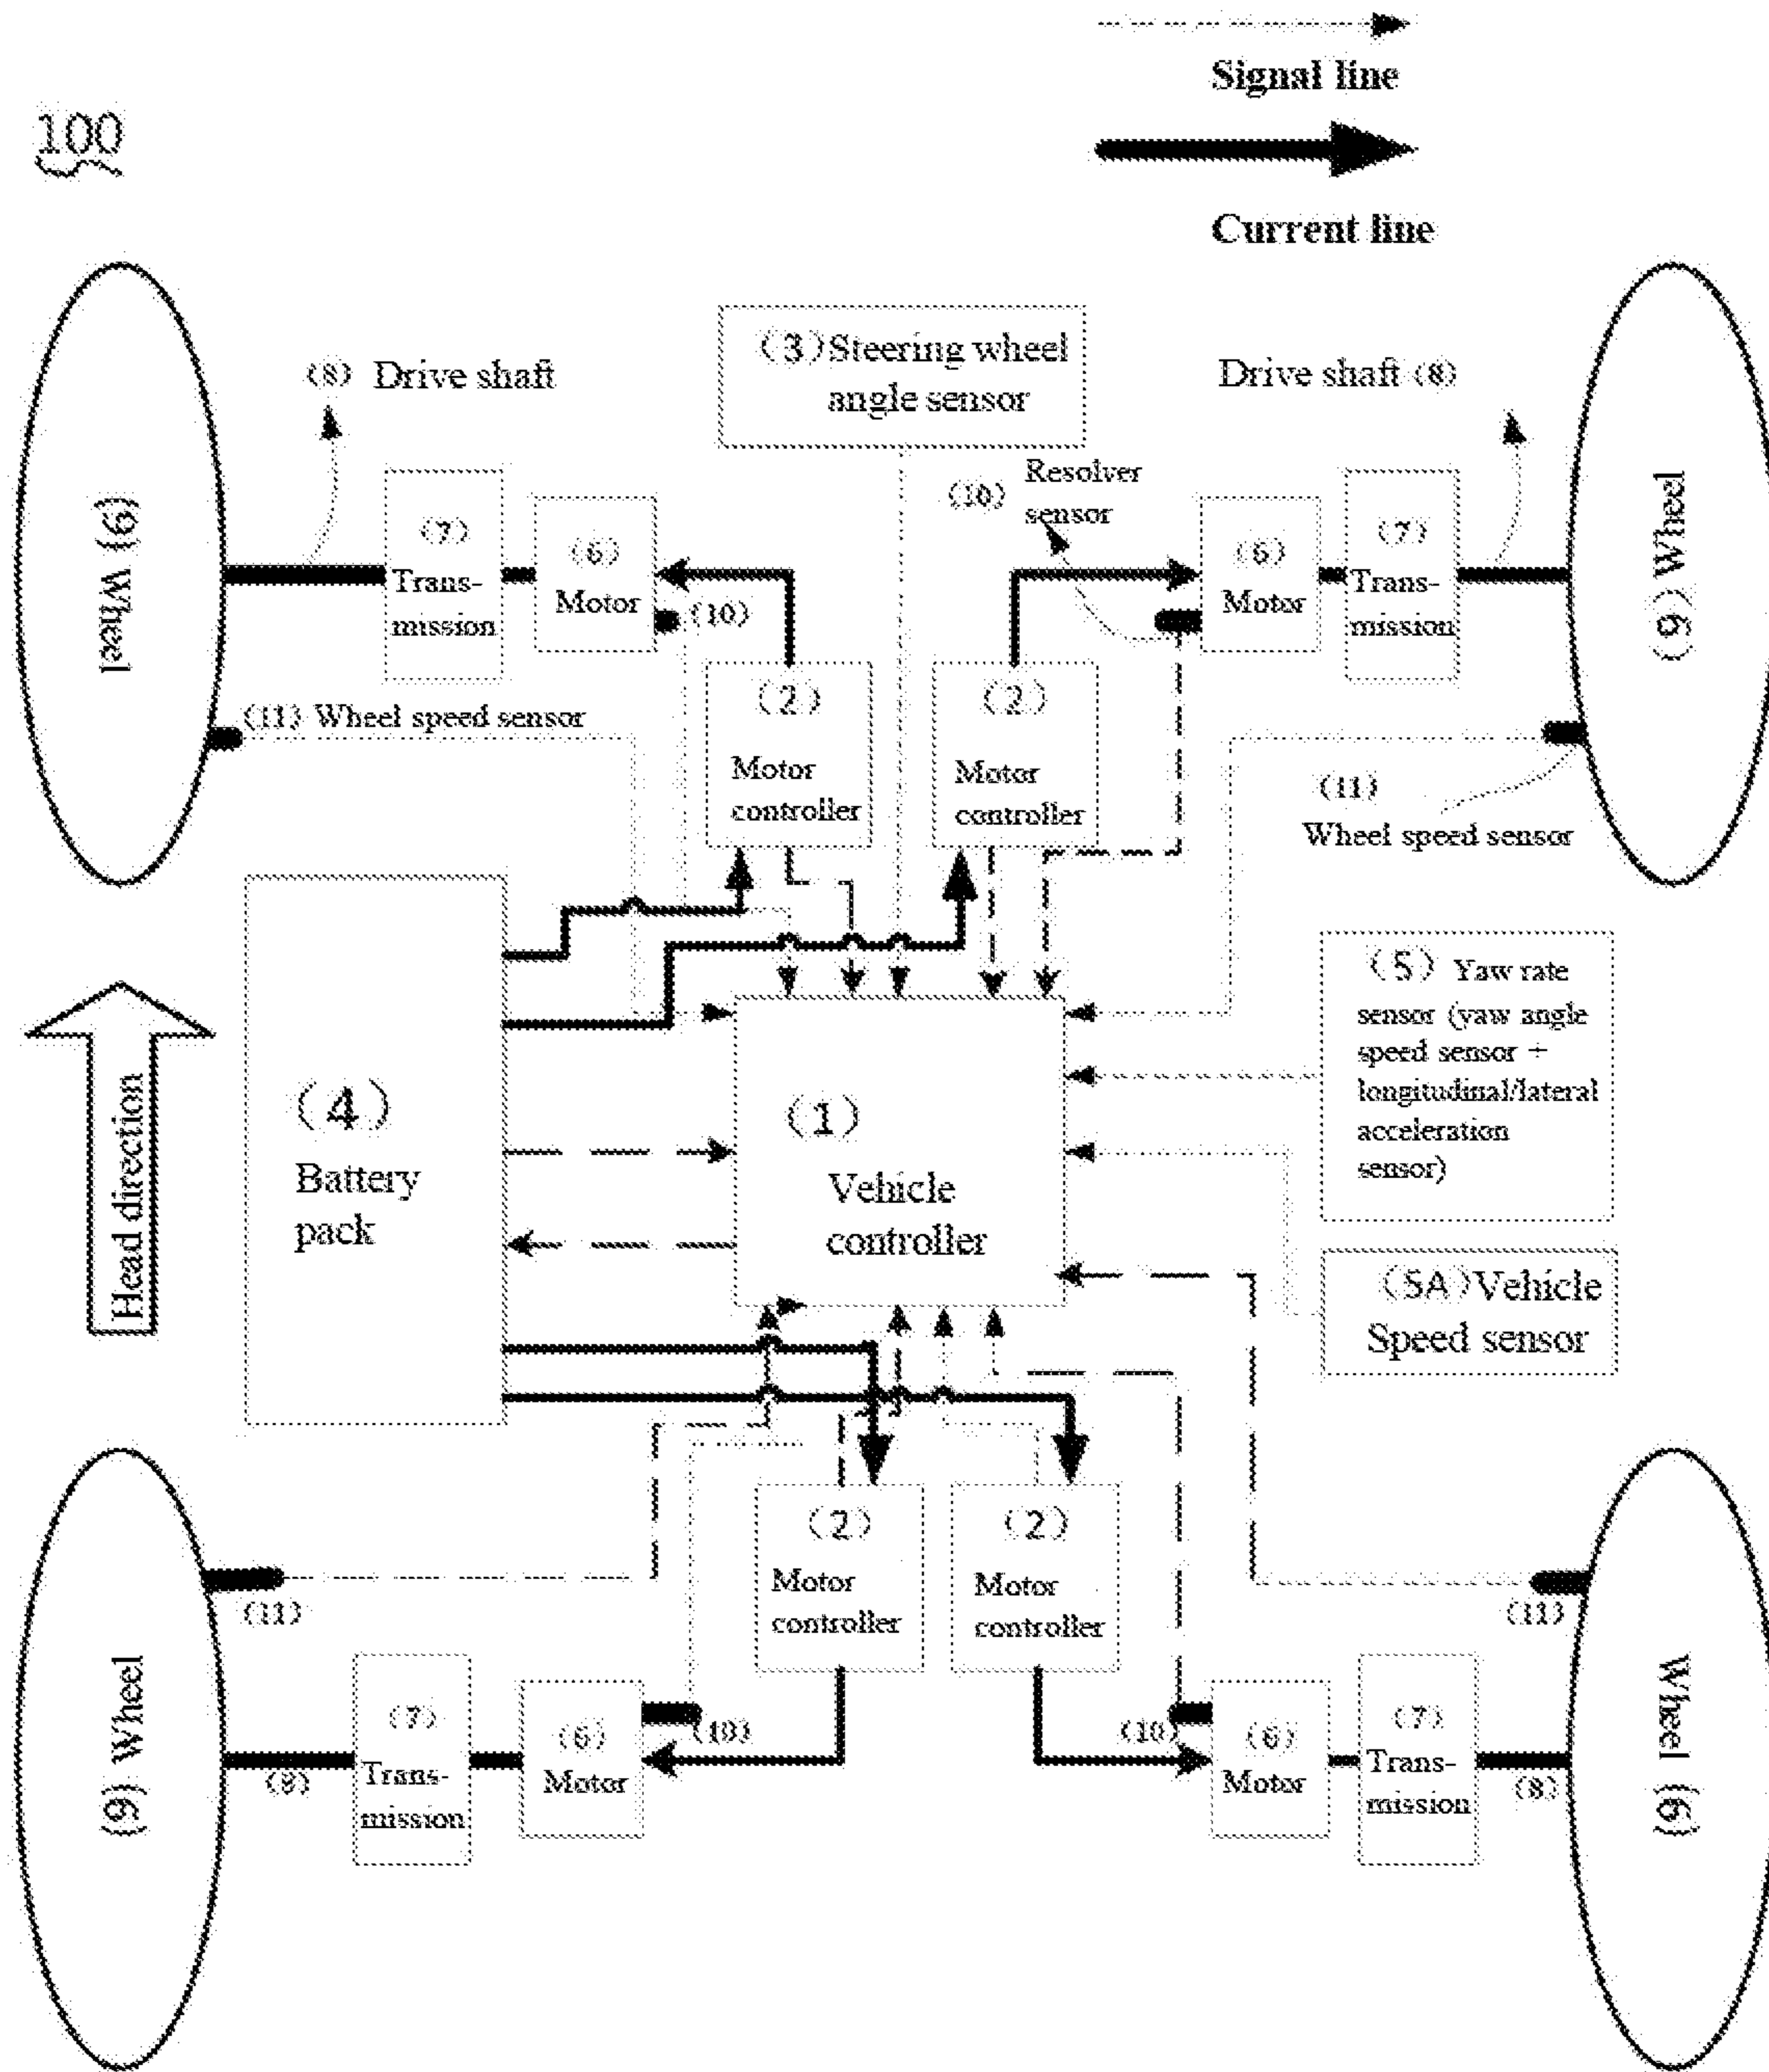 Signal line
100
Current line
(3) Steering wheel
angle sensor
(8) Drive shaft
Drive shaft (8)
(10) Resolver
sensor
(9) Wheel
(7)
Trans-
mission
(6)
Motor
(10)
(6)
Motor
(7)
Trans-
mission
(9) Wheel
(2)
Motor
controller
(2)
Motor
controller
(11) Wheel speed sensor
(11)
Wheel speed sensor
Head direction
(4)
Battery
pack
(1)
Vehicle
controller
(5) Yaw rate
sensor (yaw angle
speed sensor +
longitudinal/lateral
acceleration
sensor)
(5A) Vehicle
Speed sensor
(2)
Motor
controller
(2)
Motor
controller
(11)
(11)
(9) Wheel
(8)
(7)
Trans-
mission
(6)
Motor
(10)
(10)
(6)
Motor
(7)
Trans-
mission
(8)
Wheel (6)